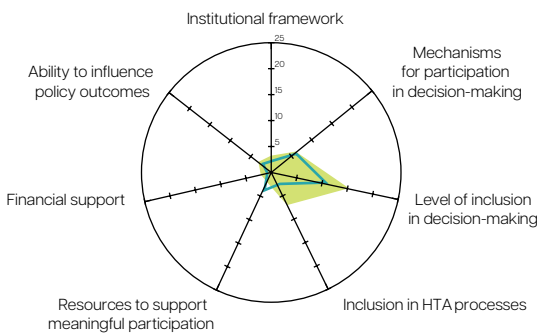 Institutional framework
25
20
15
10
5
Mechanisms
for participation
in decision-making
Level of inclusion
in decision-making
Inclusion in HTA processes
Resources to support
meaningful participation
Financial support
Ability to influence
policy outcomes